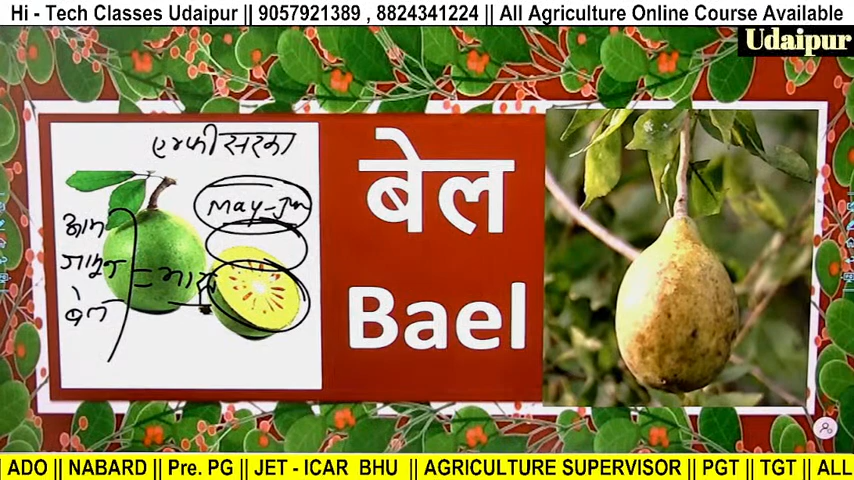 Hi - Tech Classes Udaipur || 9057921389 , 8824341224 || All Agriculture Online Course Available
Udaipur
May-Jun
आम
जामुन
बेल
बेल
Bael
ADO || NABARD || Pre. PG || JET - ICAR BHU || AGRICULTURE SUPERVISOR || PGT || TGT || ALL